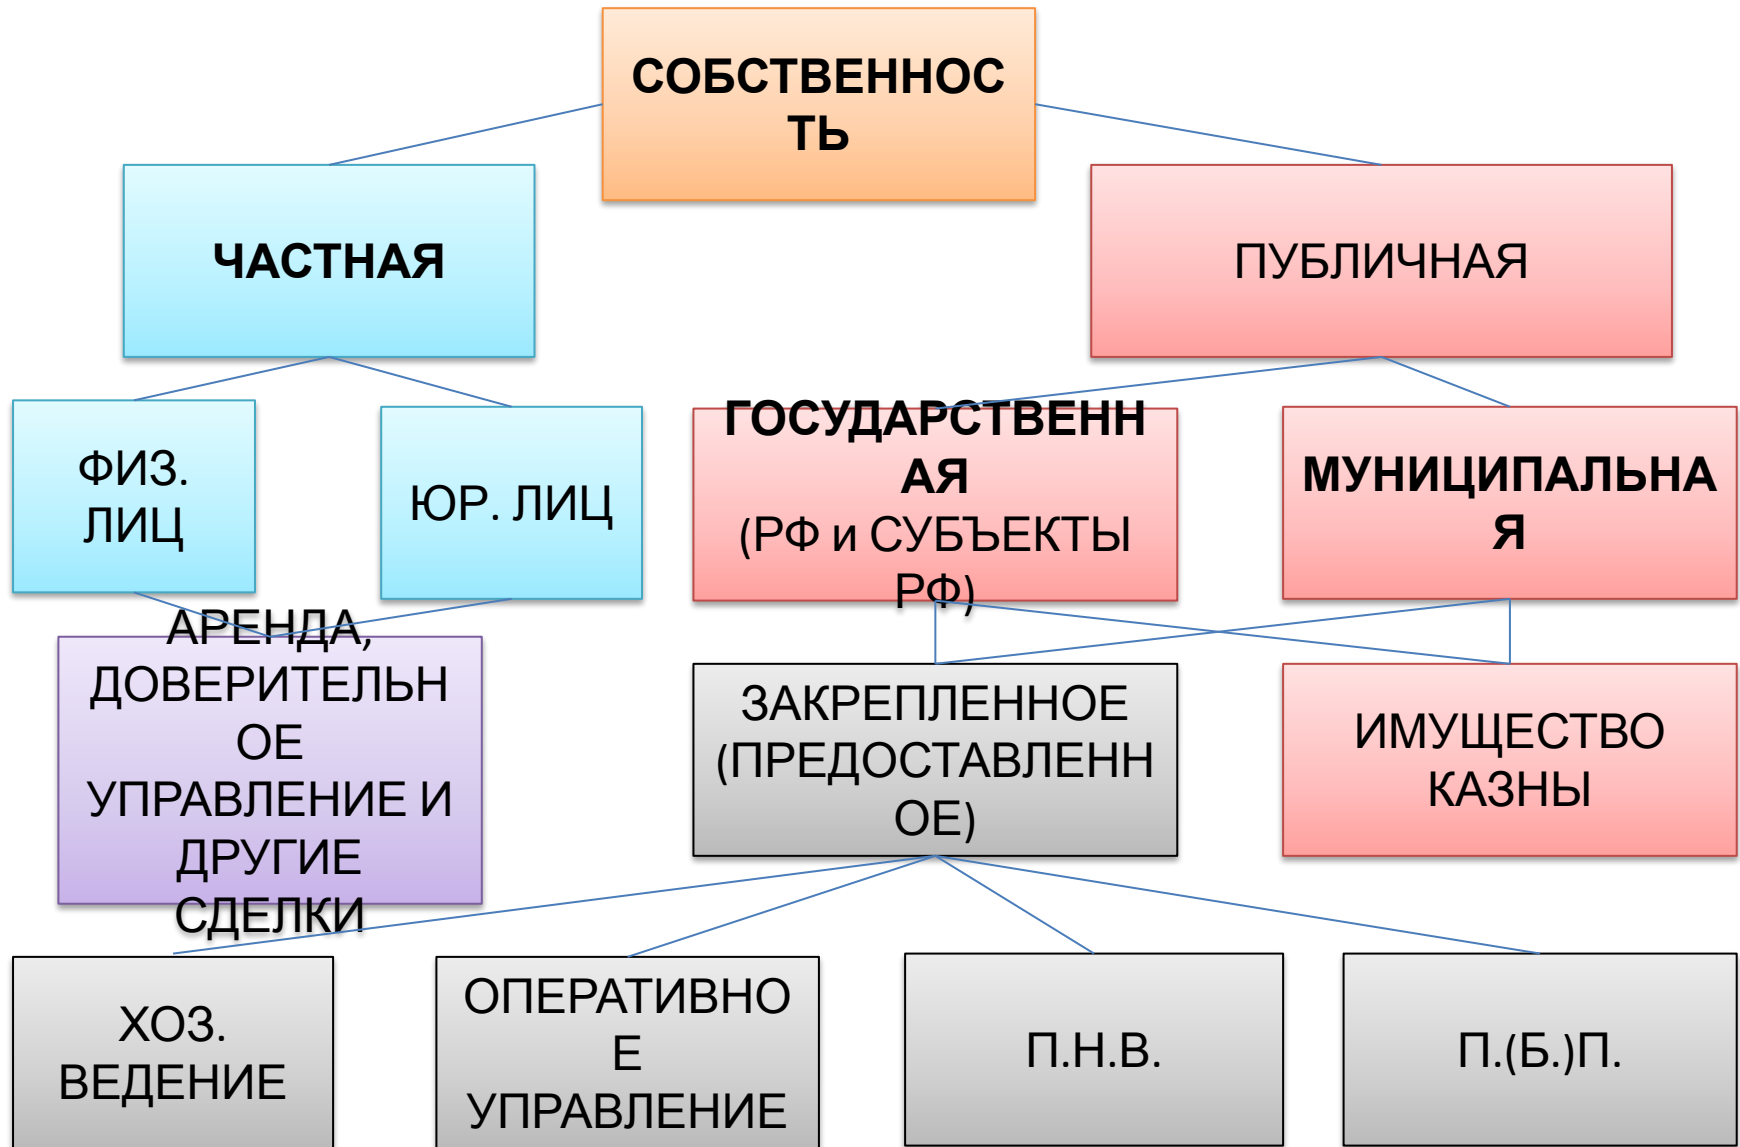 СОБСТВЕННОС
ТЬ
ЧАСТНАЯ
ПУБЛИЧНАЯ
ФИЗ.
ЛИЦ
ЮР. ЛИЦ
ГОСУДАРСТВЕНН
АЯ
(РФ и СУБЪЕКТЫ
РФ)
МУНИЦИПАЛЬНА
Я
АРЕНДА,
ДОВЕРИТЕЛЬН
ОЕ
УПРАВЛЕНИЕ И
ДРУГИЕ
СДЕЛКИ
ЗАКРЕПЛЕННОЕ
(ПРЕДОСТАВЛЕНН
ОЕ)
ИМУЩЕСТВО
КАЗНЫ
ХОЗ.
ВЕДЕНИЕ
ОПЕРАТИВНО
Е
УПРАВЛЕНИЕ
П.Н.В.
П.(Б.)П.